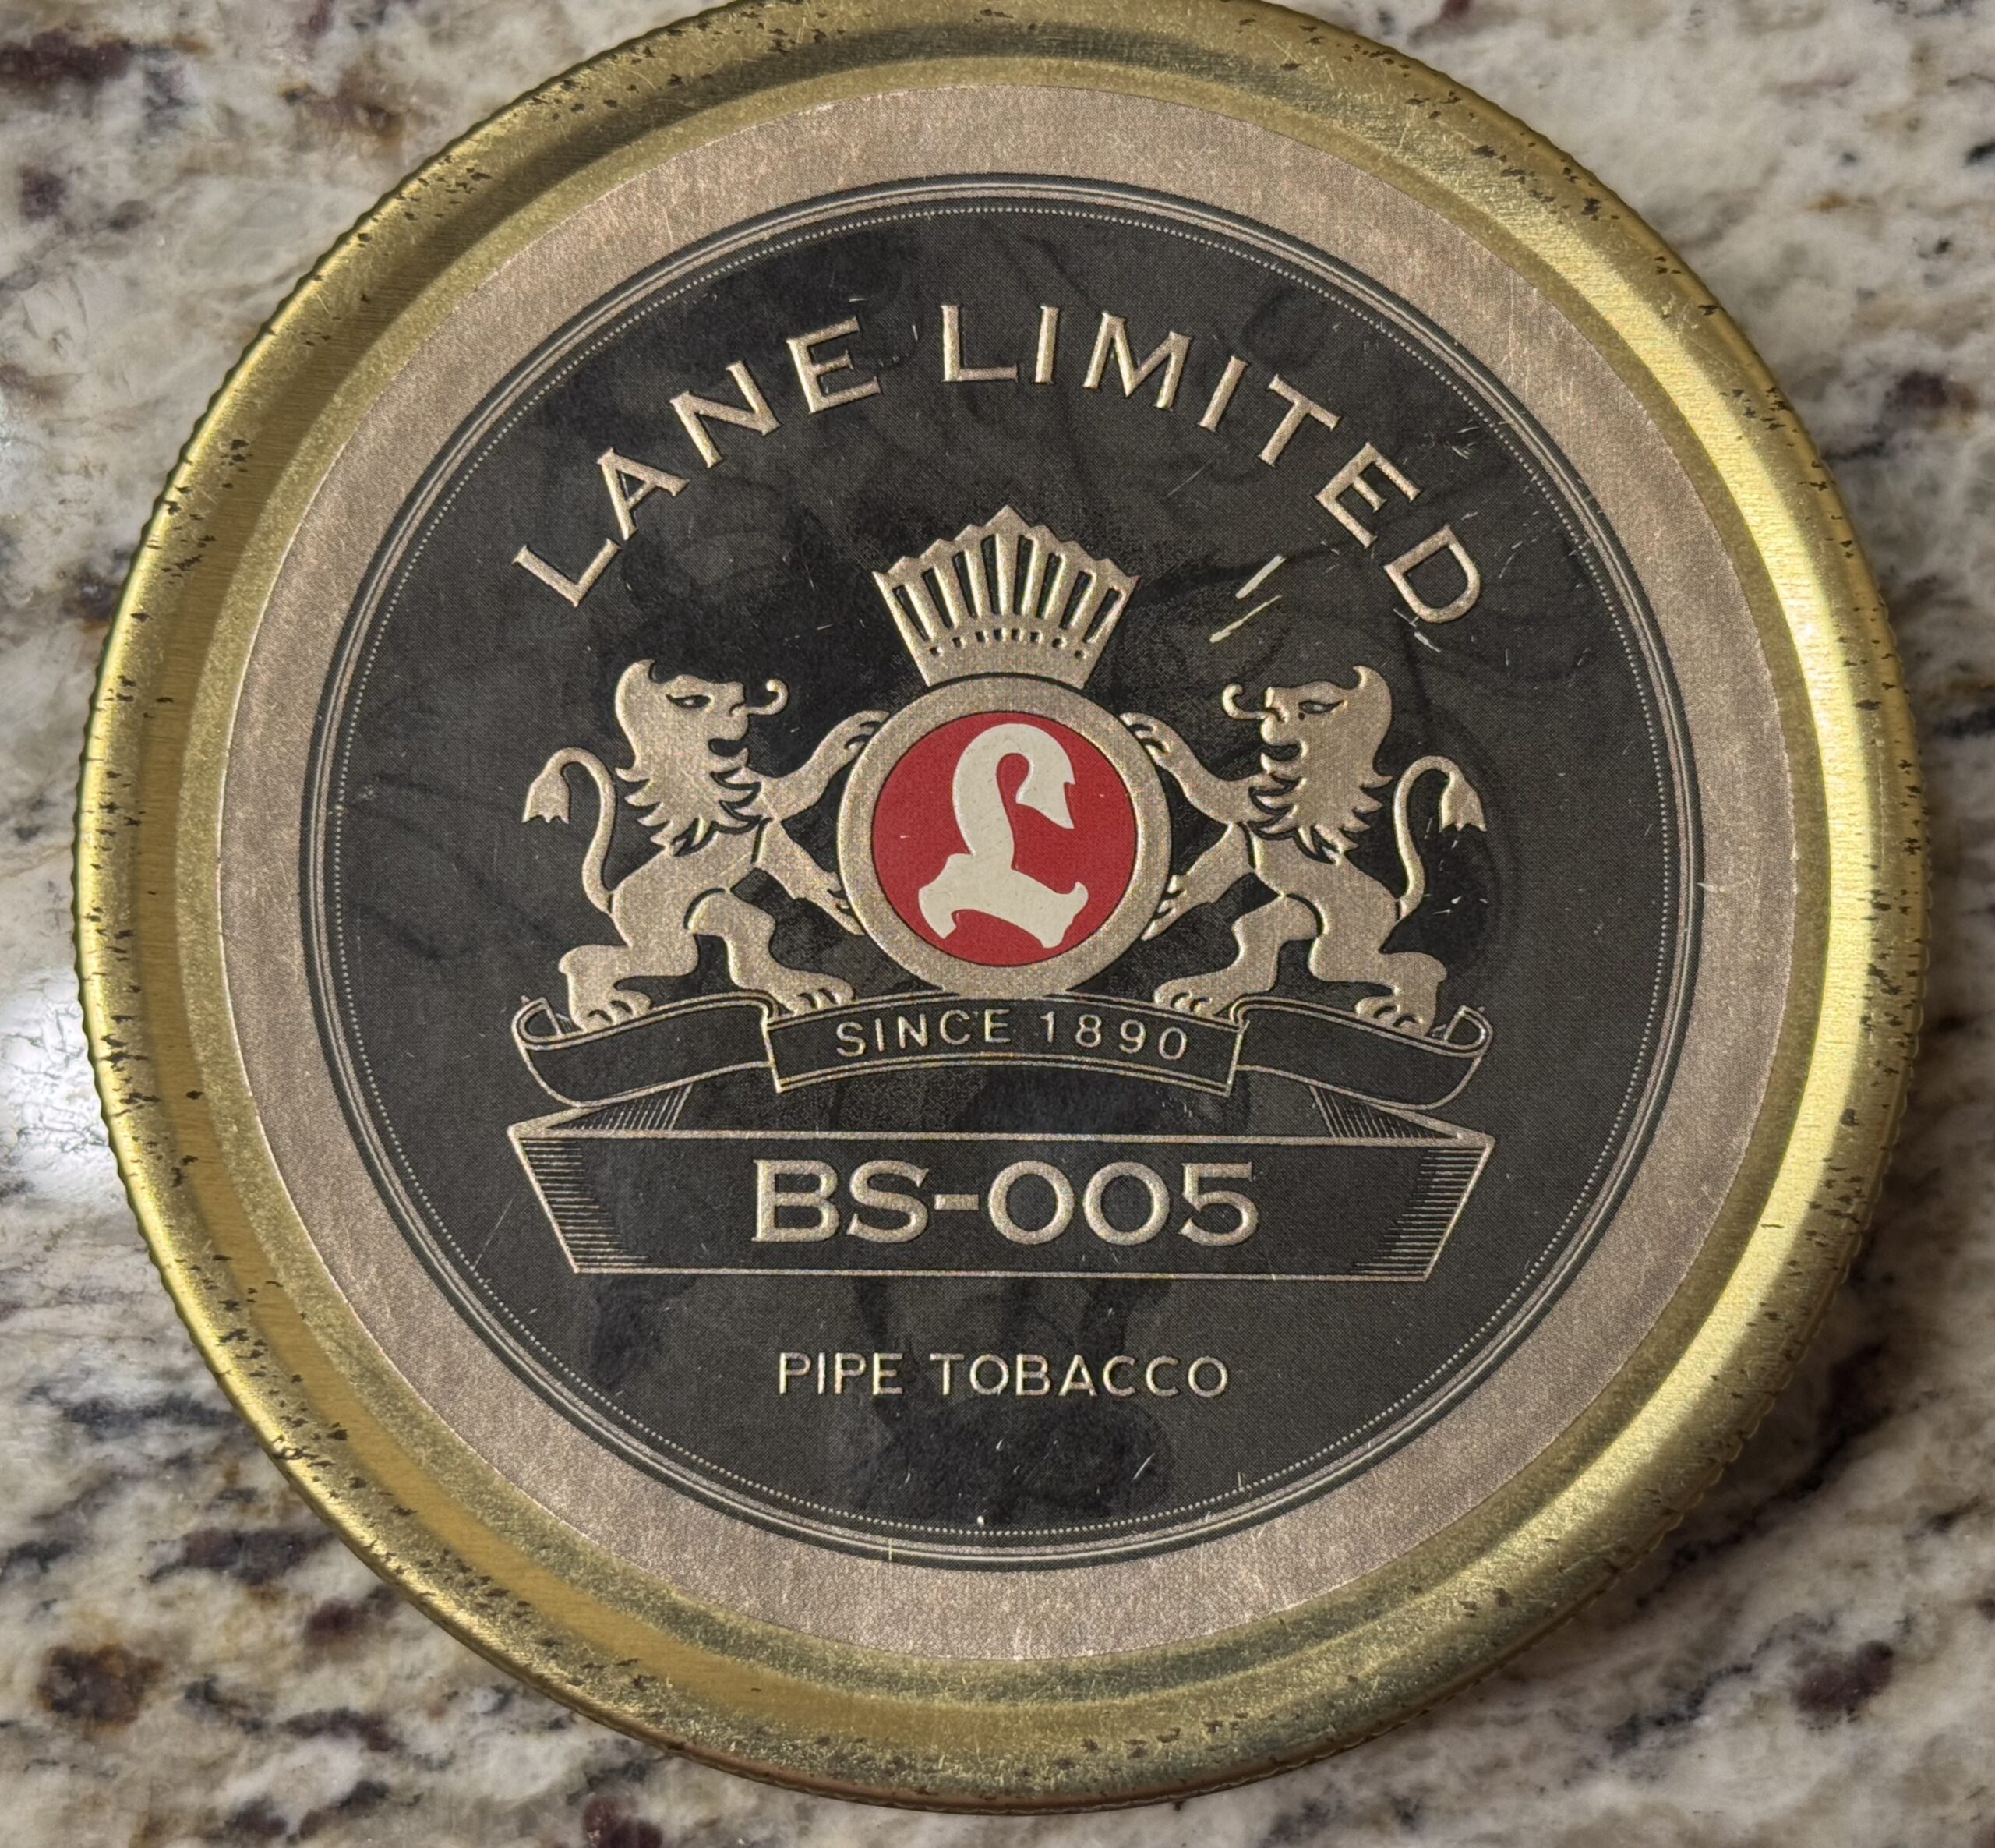 LANE LIMITED
L
SINCE 1890
BS-005
PIPE TOBACCO